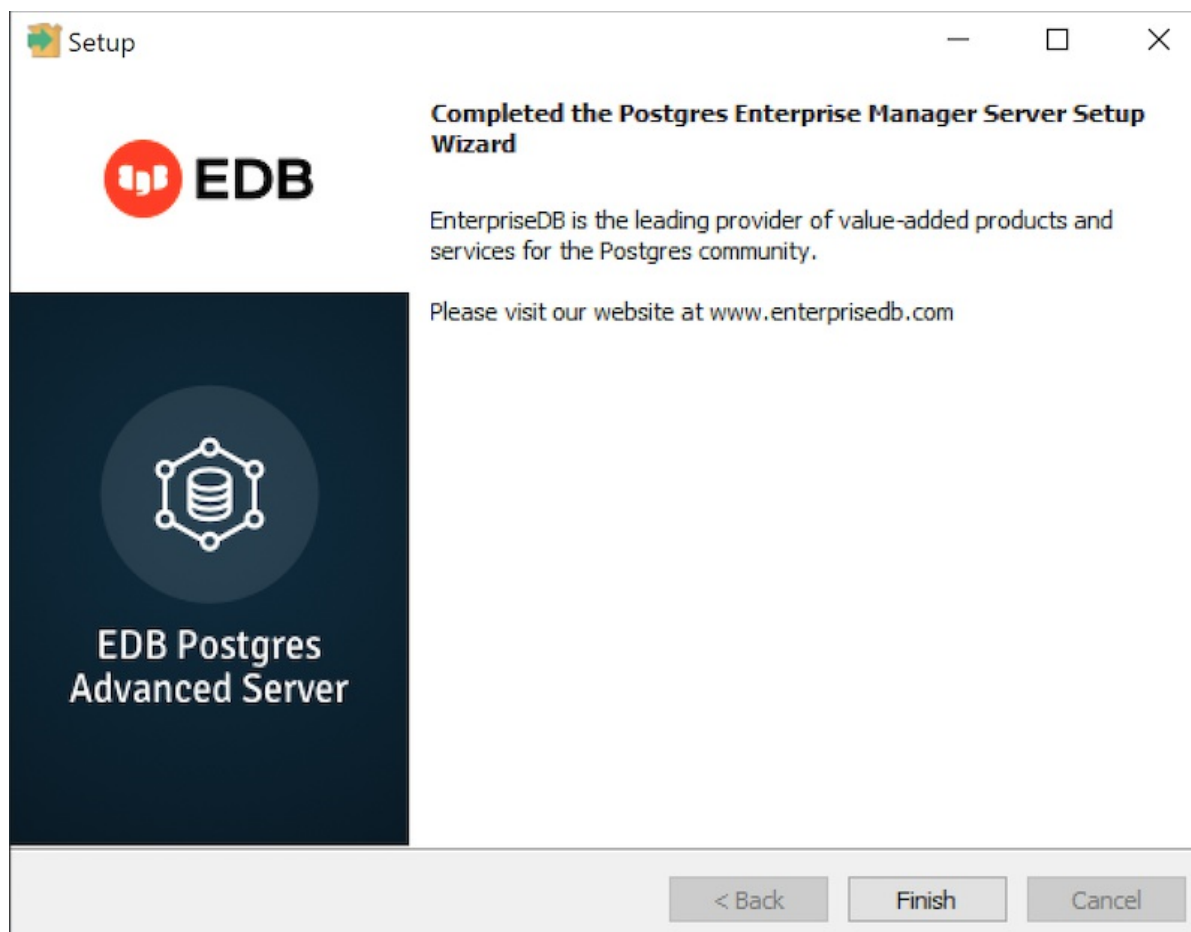 Setup
EDB
Completed the Postgres Enterprise Manager Server Setup
Wizard
EnterpriseDB is the leading provider of value-added products and
services for the Postgres community.
Please visit our website at www.enterprisedb.com
EDB Postgres
Advanced Server
< Back
Finish
Cancel